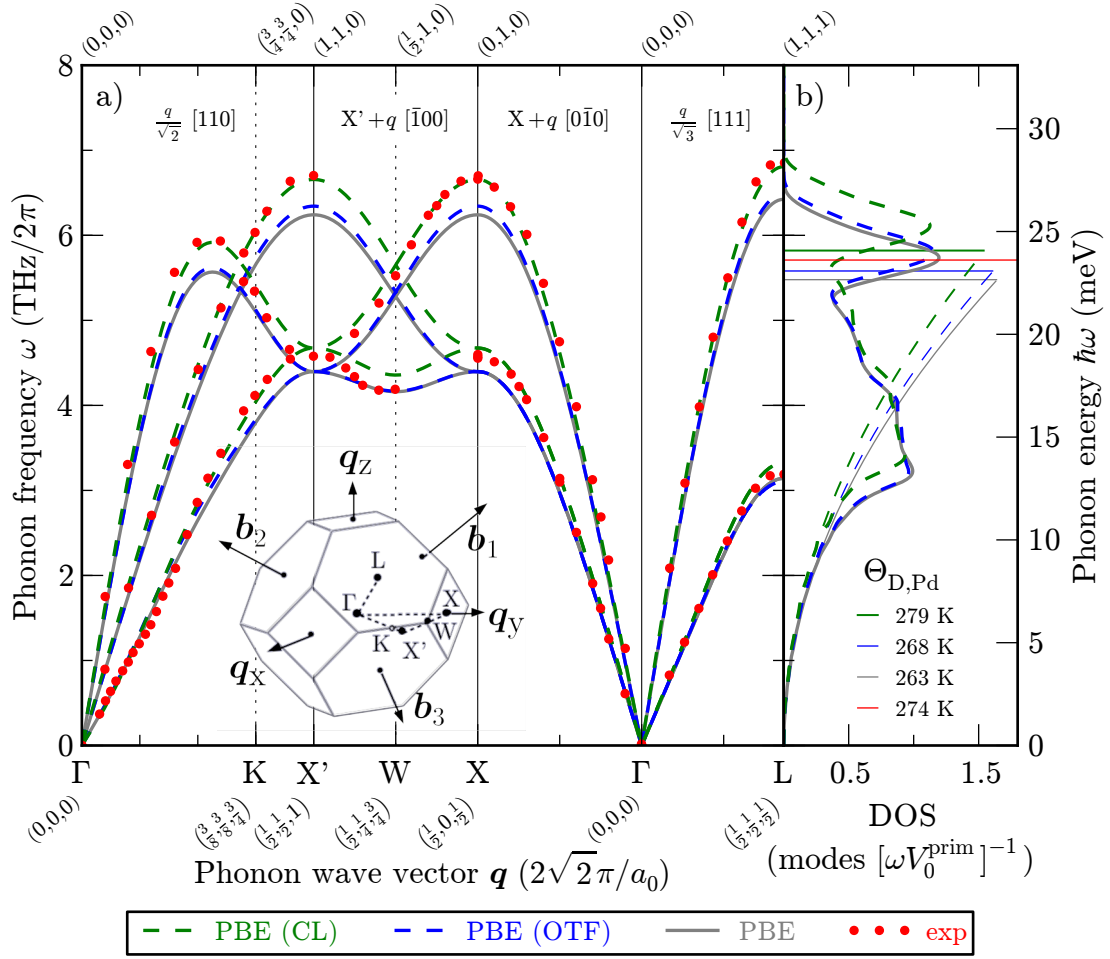 (0,0,0) (3/4,3/4,0) (1,1,0) (1/2,1,0) (0,1,0) (0,0,0) (1,1,1)
a) q/√2 [110] X'+q [1̄00] X+q [01̄0] q/√3 [111] b)
Phonon frequency ω (THz/2π)
8
6
4
2
0
30
25
20
15
10
5
0
Phonon energy ħω (meV)
q_z
b_2
b_1
L
Γ
X
q_y
K
W
X'
q_x
b_3
Θ_D,Pd
279 K
268 K
263 K
274 K
Γ K X' W X Γ L 0.5 1.5
(0,0,0) (3/8,3/8,3/4) (1/2,1/2,1) (1/2,1/4,3/4) (1/2,0,1/2) (0,0,0) (1/2,1/2,1/2)
Phonon wave vector q (2√2π/a_0)
DOS
(modes [ωV_0^prim]^-1)
PBE (CL) PBE (OTF) PBE exp